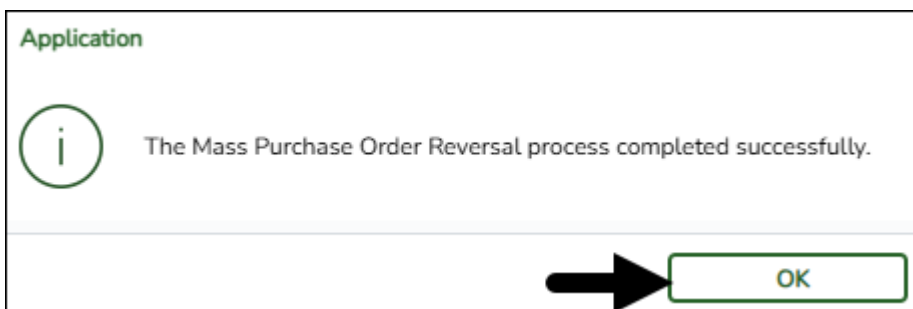 Application
The Mass Purchase Order Reversal process completed successfully.
OK